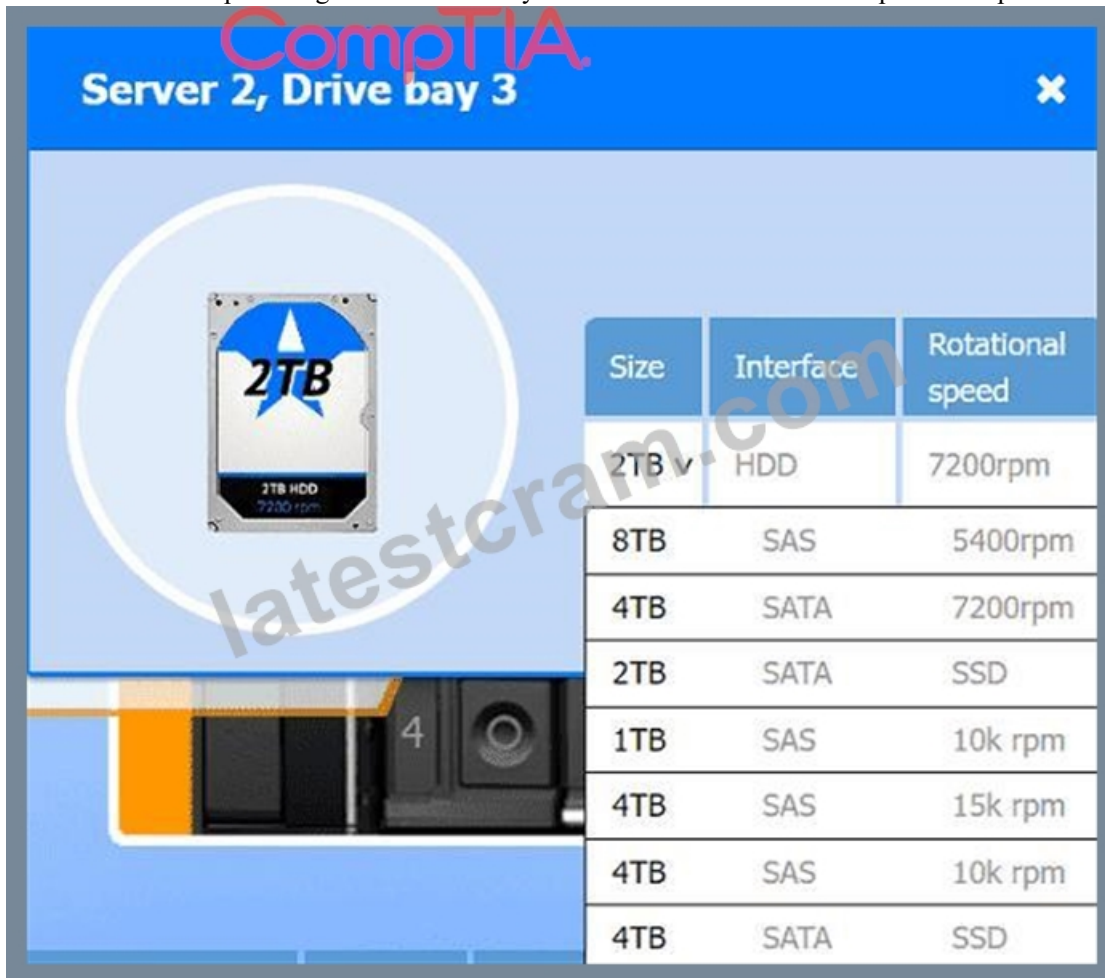 CompTIA.
Server 2, Drive bay 3
2TB
2TB HDD
7200 rpm
Size Interface Rotational speed
2TB v HDD 7200rpm
8TB SAS 5400rpm
4TB SATA 7200rpm
2TB SATA SSD
1TB SAS 10k rpm
4TB SAS 15k rpm
4TB SAS 10k rpm
4TB SATA SSD
4
latestcram.com